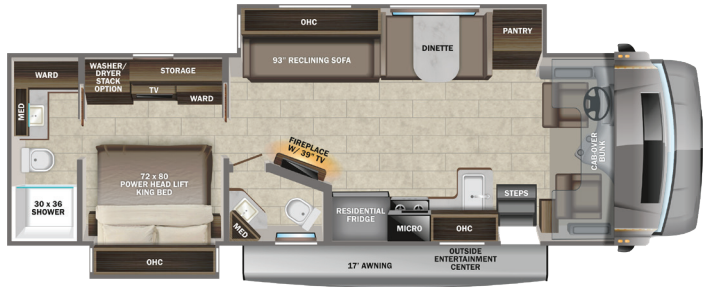 OHC
93" RECLINING SOFA
DINETTE
PANTRY
WARD
WASHER/
DRYER
STACK
OPTION
STORAGE
TV
WARD
MED
CAB-OVER
BUNK
FIREPLACE
W/ 39" TV
72 x 80
POWER HEAD LIFT
KING BED
30 x 36
SHOWER
MED
RESIDENTIAL
FRIDGE
MICRO
OHC
STEPS
OHC
17' AWNING
OUTSIDE
ENTERTAINMENT
CENTER